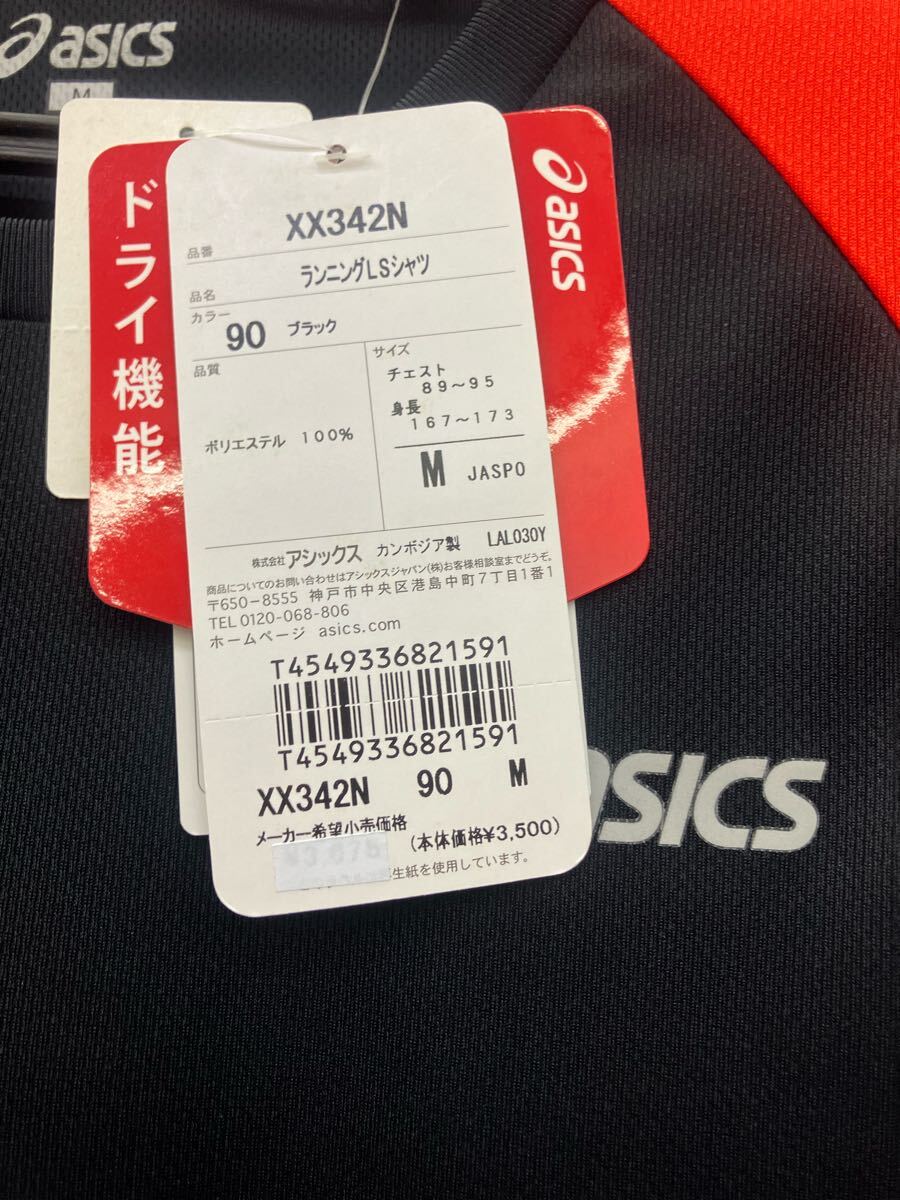 asics
M
ドライ機能
asics
品番 XX342N
品名 ランニングLSシャツ
カラー 90 ブラック
品質
ポリエステル 100%
サイズ
チェスト
89～95
身長
167～173
M JASPO
株式会社アシックス カンボジア製 LAL030Y
商品についてのお問い合わせはアシックスジャパン(株)お客様相談室までどうぞ。
〒650-8555 神戸市中央区港島中町7丁目1番1
TEL 0120-068-806
ホームページ asics.com
T4549336821591
T4549336821591
XX342N 90 M
メーカー希望小売価格
¥3,675 (本体価格¥3,500)
生紙を使用しています。
asics